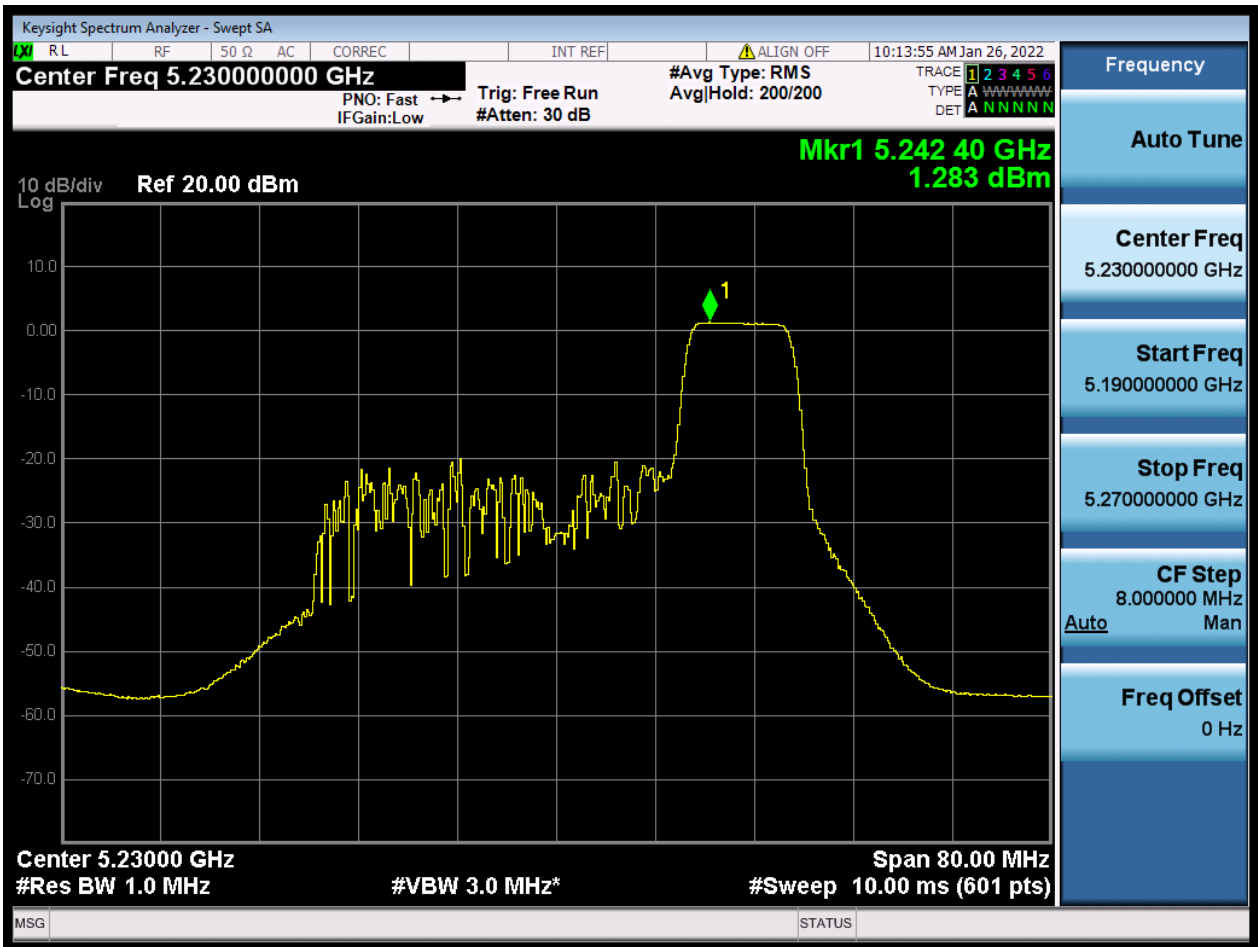 Keysight Spectrum Analyzer - Swept SA
LXI RL RF 50 Ω AC CORREC INT REF ALIGN OFF 10:13:55 AM Jan 26, 2022
Center Freq 5.230000000 GHz
PNO: Fast
IFGain:Low
Trig: Free Run
#Atten: 30 dB
#Avg Type: RMS
Avg|Hold: 200/200
TRACE 1 2 3 4 5 6
TYPE A WWWWW
DET A N N N N N
Mkr1 5.242 40 GHz
1.283 dBm
10 dB/div Ref 20.00 dBm
Log
10.0
0.00
-10.0
-20.0
-30.0
-40.0
-50.0
-60.0
-70.0
1
Center 5.23000 GHz Span 80.00 MHz
#Res BW 1.0 MHz #VBW 3.0 MHz* #Sweep 10.00 ms (601 pts)
MSG STATUS
Frequency
Auto Tune
Center Freq
5.230000000 GHz
Start Freq
5.190000000 GHz
Stop Freq
5.270000000 GHz
CF Step
8.000000 MHz
Auto Man
Freq Offset
0 Hz